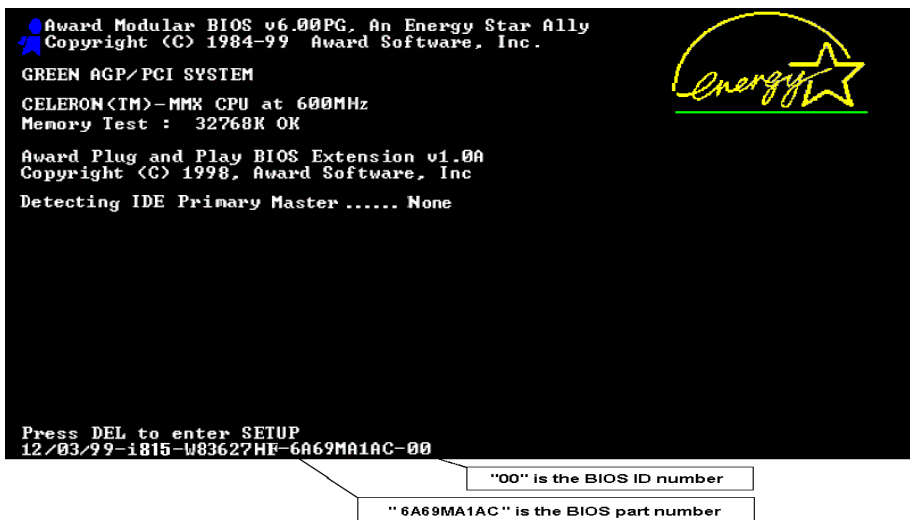 Award Modular BIOS v6.00PG, An Energy Star Ally
Copyright (C) 1984-99 Award Software, Inc.
GREEN AGP/PCI SYSTEM
energy
CELERON(TM)-MMX CPU at 600MHz
Memory Test : 32768K OK
Award Plug and Play BIOS Extension v1.0A
Copyright (C) 1998, Award Software, Inc
Detecting IDE Primary Master ...... None
Press DEL to enter SETUP
12/03/99-i815-W83627HF-6A69MA1AC-00
"00" is the BIOS ID number
" 6A69MA1AC " is the BIOS part number